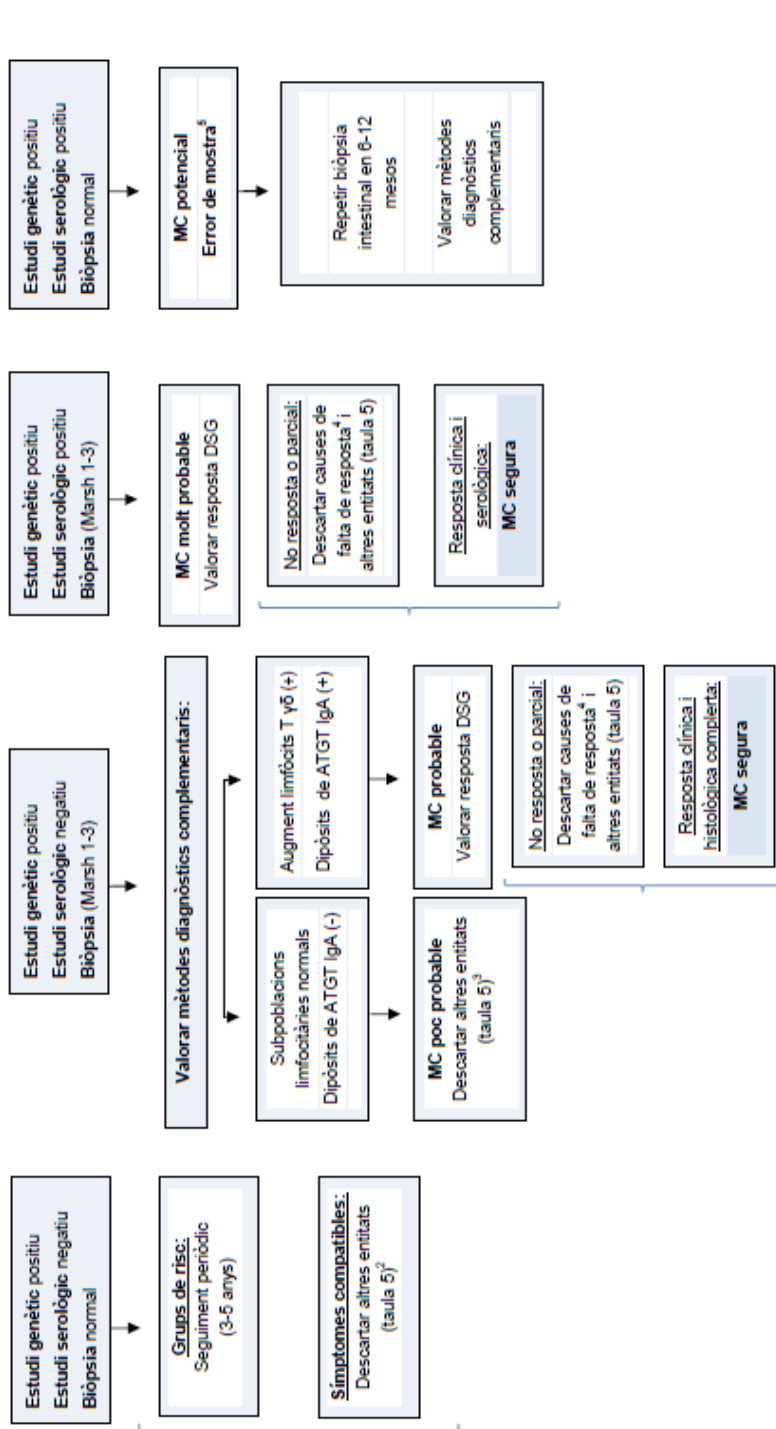 Estudi genètic positiu
Estudi serològic negatiu
Biòpsia normal
Grups de risc:
Seguiment periòdic
(3-5 anys)
Símptomes compatibles:
Descartar altres entitats
(taula 5)²
Estudi genètic positiu
Estudi serològic negatiu
Biòpsia (Marsh 1-3)
Valorar mètodes diagnòstics complementaris:
Subpoblacions
limfocitàries normals
Dipòsits de ATGT IgA (-)
MC poc probable
Descartar altres entitats
(taula 5)³
Augment limfòcits T γδ (+)
Dipòsits de ATGT IgA (+)
MC probable
Valorar resposta DSG
No resposta o parcial:
Descartar causes de
falta de resposta⁴ i
altres entitats (taula 5)
Resposta clínica i
histològica complerta:
MC segura
Estudi genètic positiu
Estudi serològic positiu
Biòpsia (Marsh 1-3)
MC molt probable
Valorar resposta DSG
No resposta o parcial:
Descartar causes de
falta de resposta⁴ i
altres entitats (taula 5)
Resposta clínica i
serològica:
MC segura
Estudi genètic positiu
Estudi serològic positiu
Biòpsia normal
MC potencial
Error de mostra⁵
Repetir biòpsia
intestinal en 6-12
mesos
Valorar mètodes
diagnòstics
complementaris